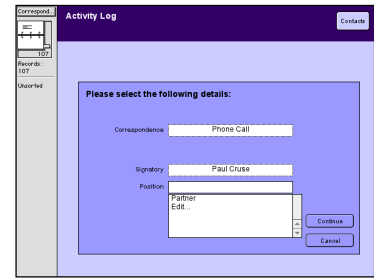 Correspond...
Activity Log
Contacts
107
Records:
107
Unsorted
Please select the following details:
Correspondence
Phone Call
Signatory
Paul Cruse
Position
Partner
Edit...
Continue
Cancel